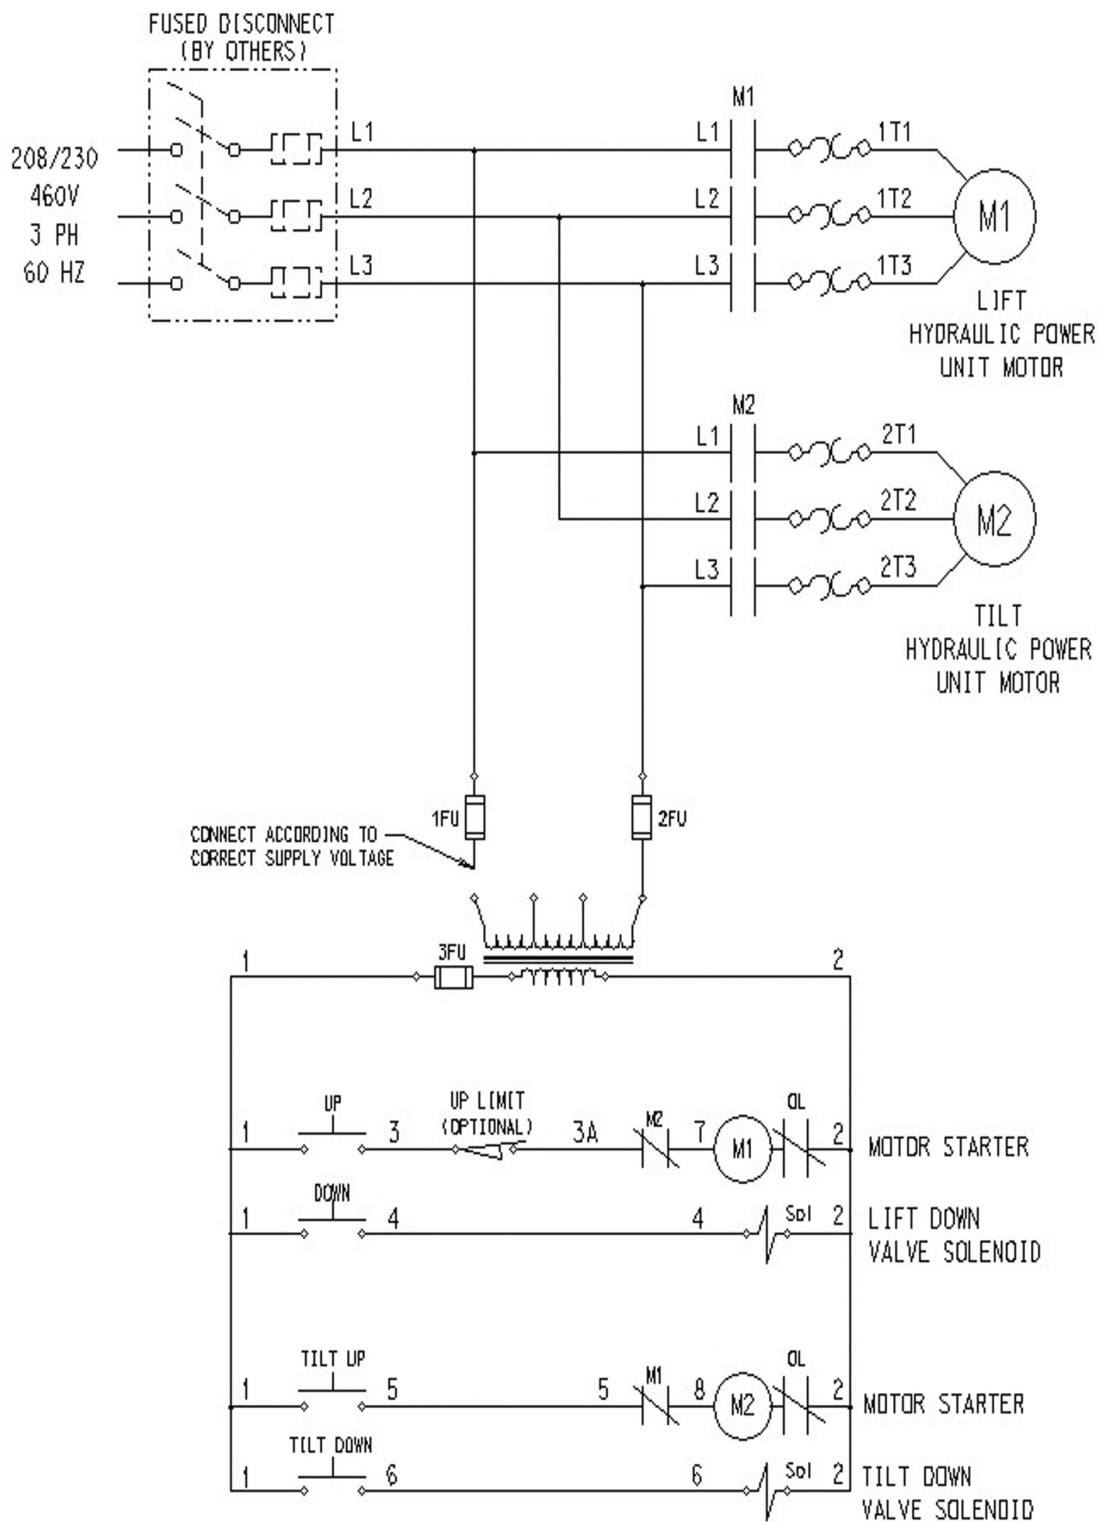 FUSED DISCONNECT
(BY OTHERS)
208/230
460V
3 PH
60 HZ
L1
L2
L3
M1
L1
L2
L3
1T1
1T2
1T3
M1
LIFT
HYDRAULIC POWER
UNIT MOTOR
M2
L1
L2
L3
2T1
2T2
2T3
M2
TILT
HYDRAULIC POWER
UNIT MOTOR
1FU
2FU
CONNECT ACCORDING TO
CORRECT SUPPLY VOLTAGE
1
3FU
2
1
UP
3
UP LIMIT
(OPTIONAL)
3A
M2
7
M1
OL
2
MOTOR STARTER
1
DOWN
4
4
Sol
2
LIFT DOWN
VALVE SOLENOID
1
TILT UP
5
5
M1
8
M2
OL
2
MOTOR STARTER
1
TILT DOWN
6
6
Sol
2
TILT DOWN
VALVE SOLENOID